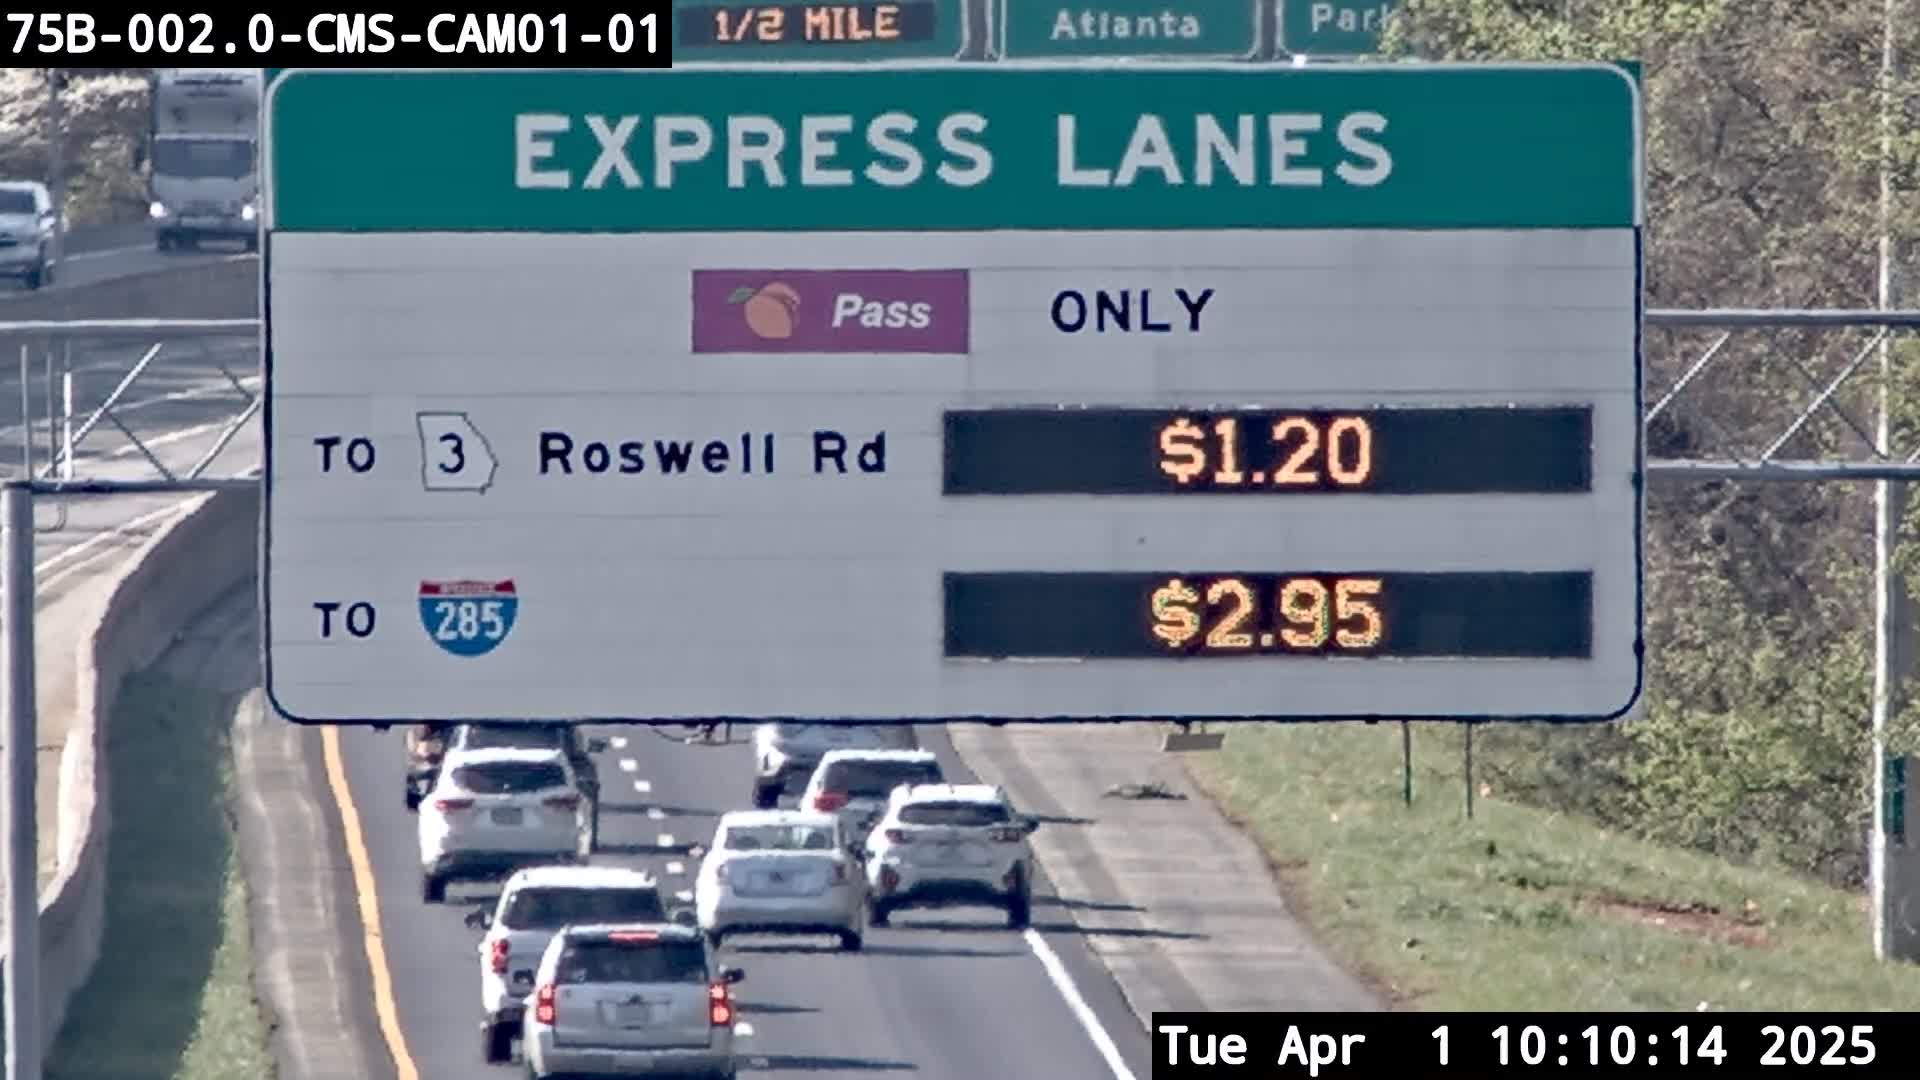 75B-002.0-CMS-CAM01-01
1/2 MILE
Atlanta
Park
EXPRESS LANES
Pass ONLY
TO 3 Roswell Rd $1.20
TO 285 $2.95
Tue Apr 1 10:10:14 2025